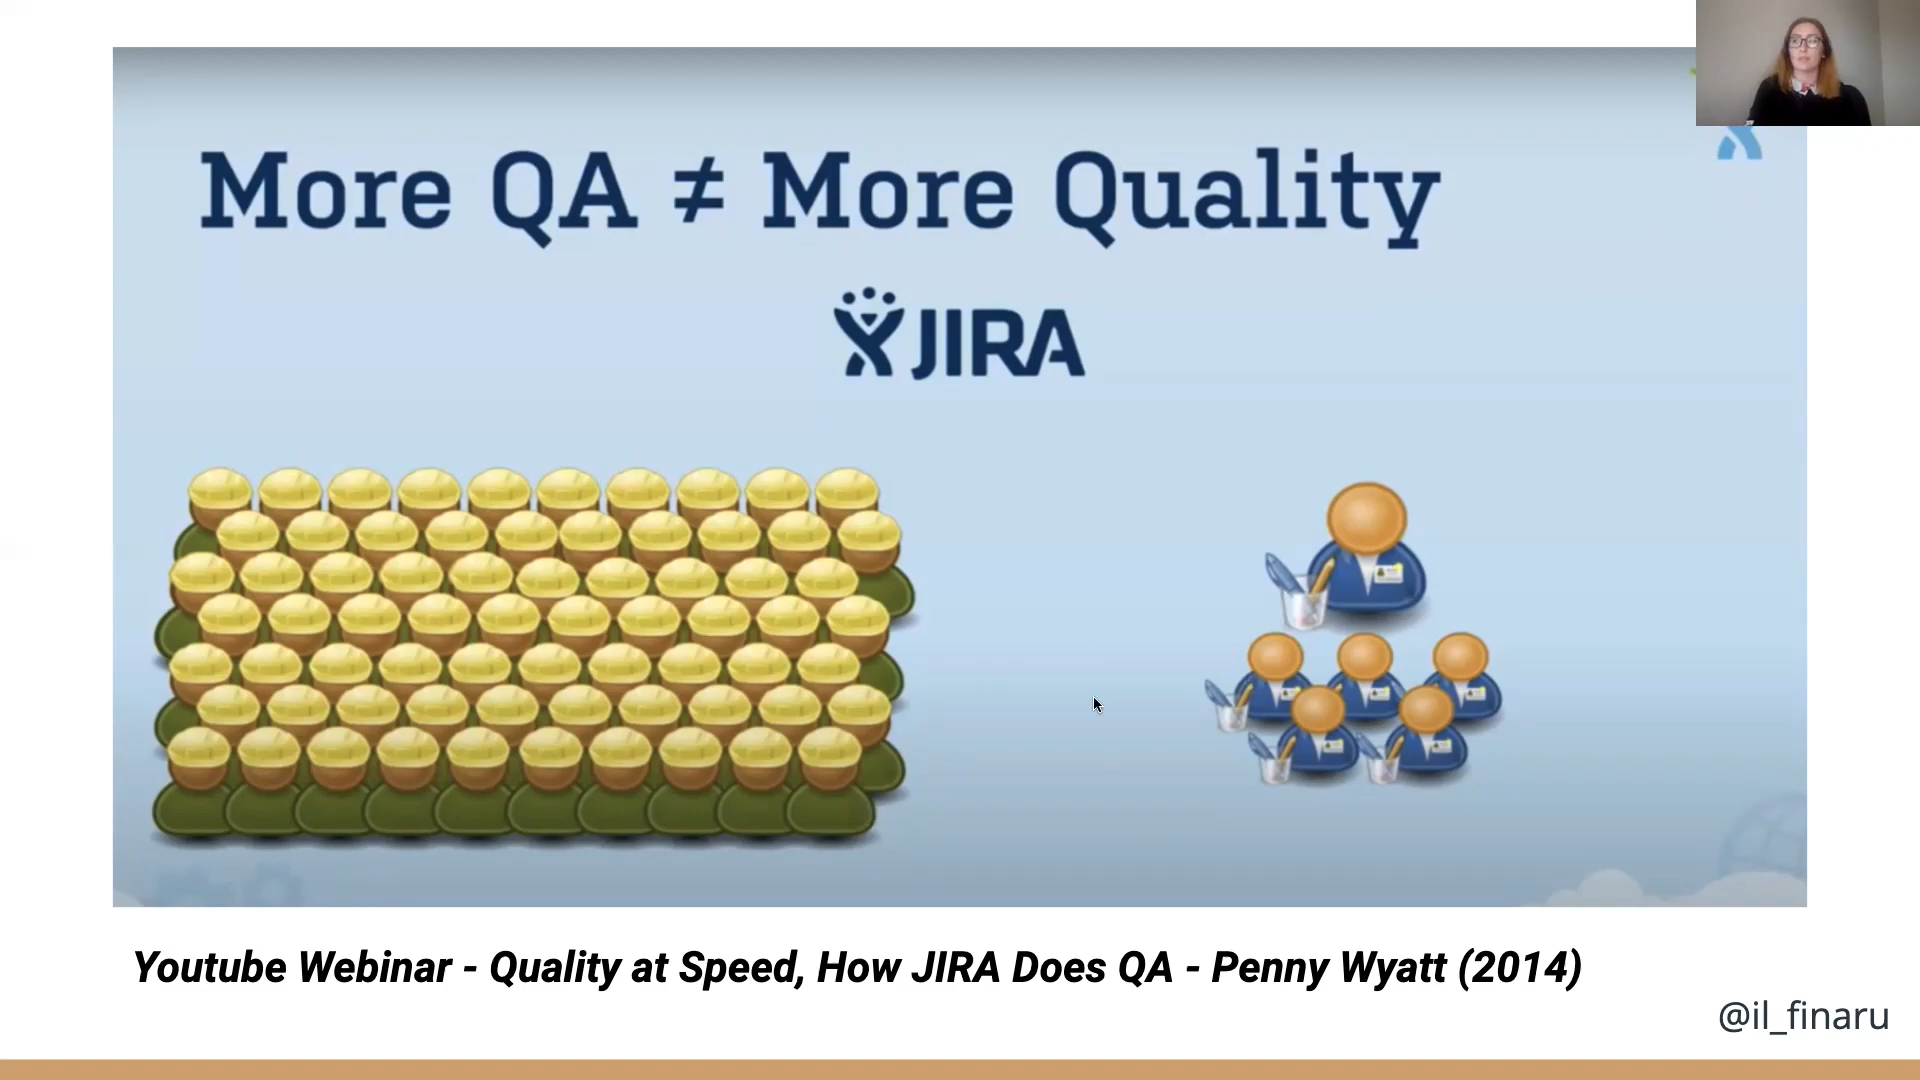 More QA ≠ More Quality
JIRA
Youtube Webinar - Quality at Speed, How JIRA Does QA - Penny Wyatt (2014)
@il_finaru